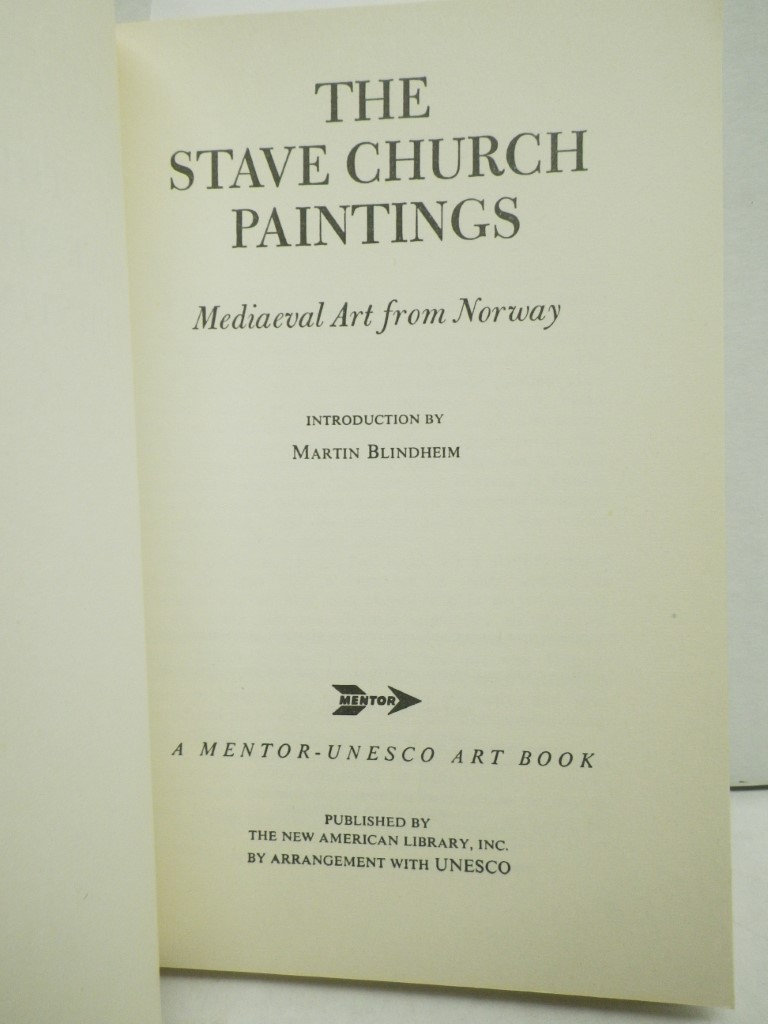 THE
STAVE CHURCH
PAINTINGS
Mediaeval Art from Norway
INTRODUCTION BY
MARTIN BLINDHEIM
MENTOR
A MENTOR-UNESCO ART BOOK
PUBLISHED BY
THE NEW AMERICAN LIBRARY, INC.
BY ARRANGEMENT WITH UNESCO